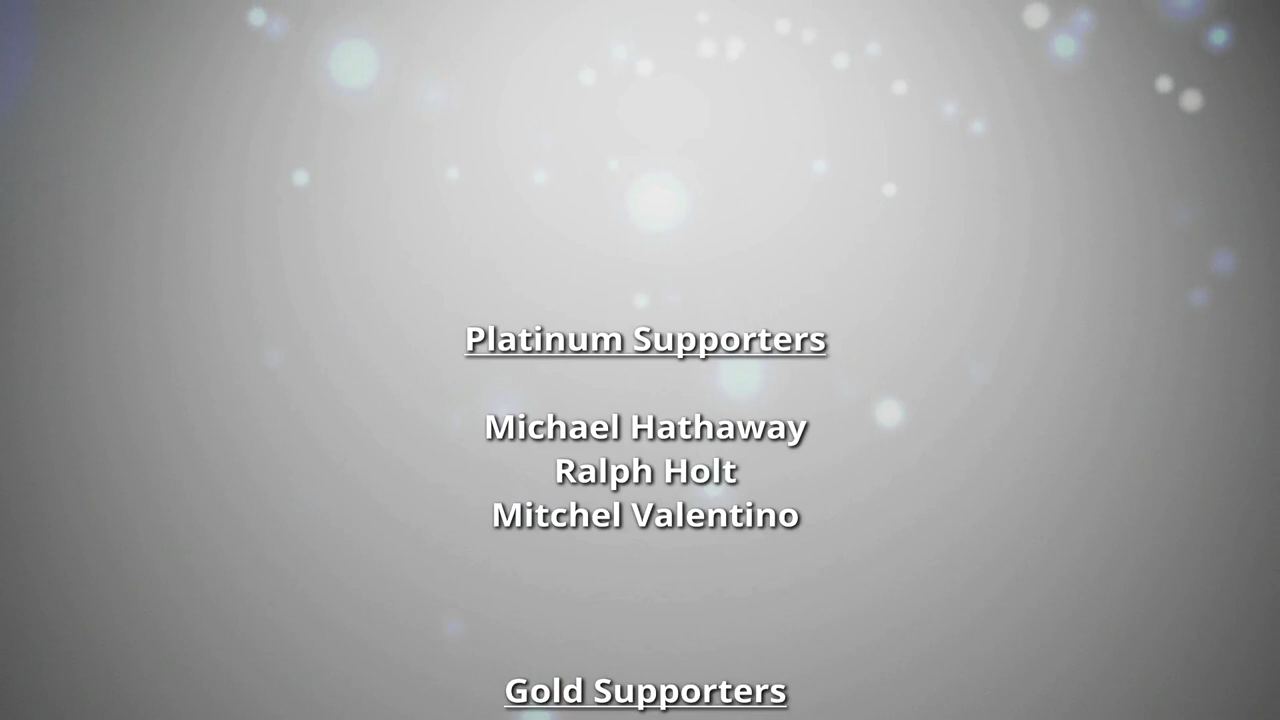 Platinum Supporters
Michael Hathaway
Ralph Holt
Mitchel Valentino
Gold Supporters